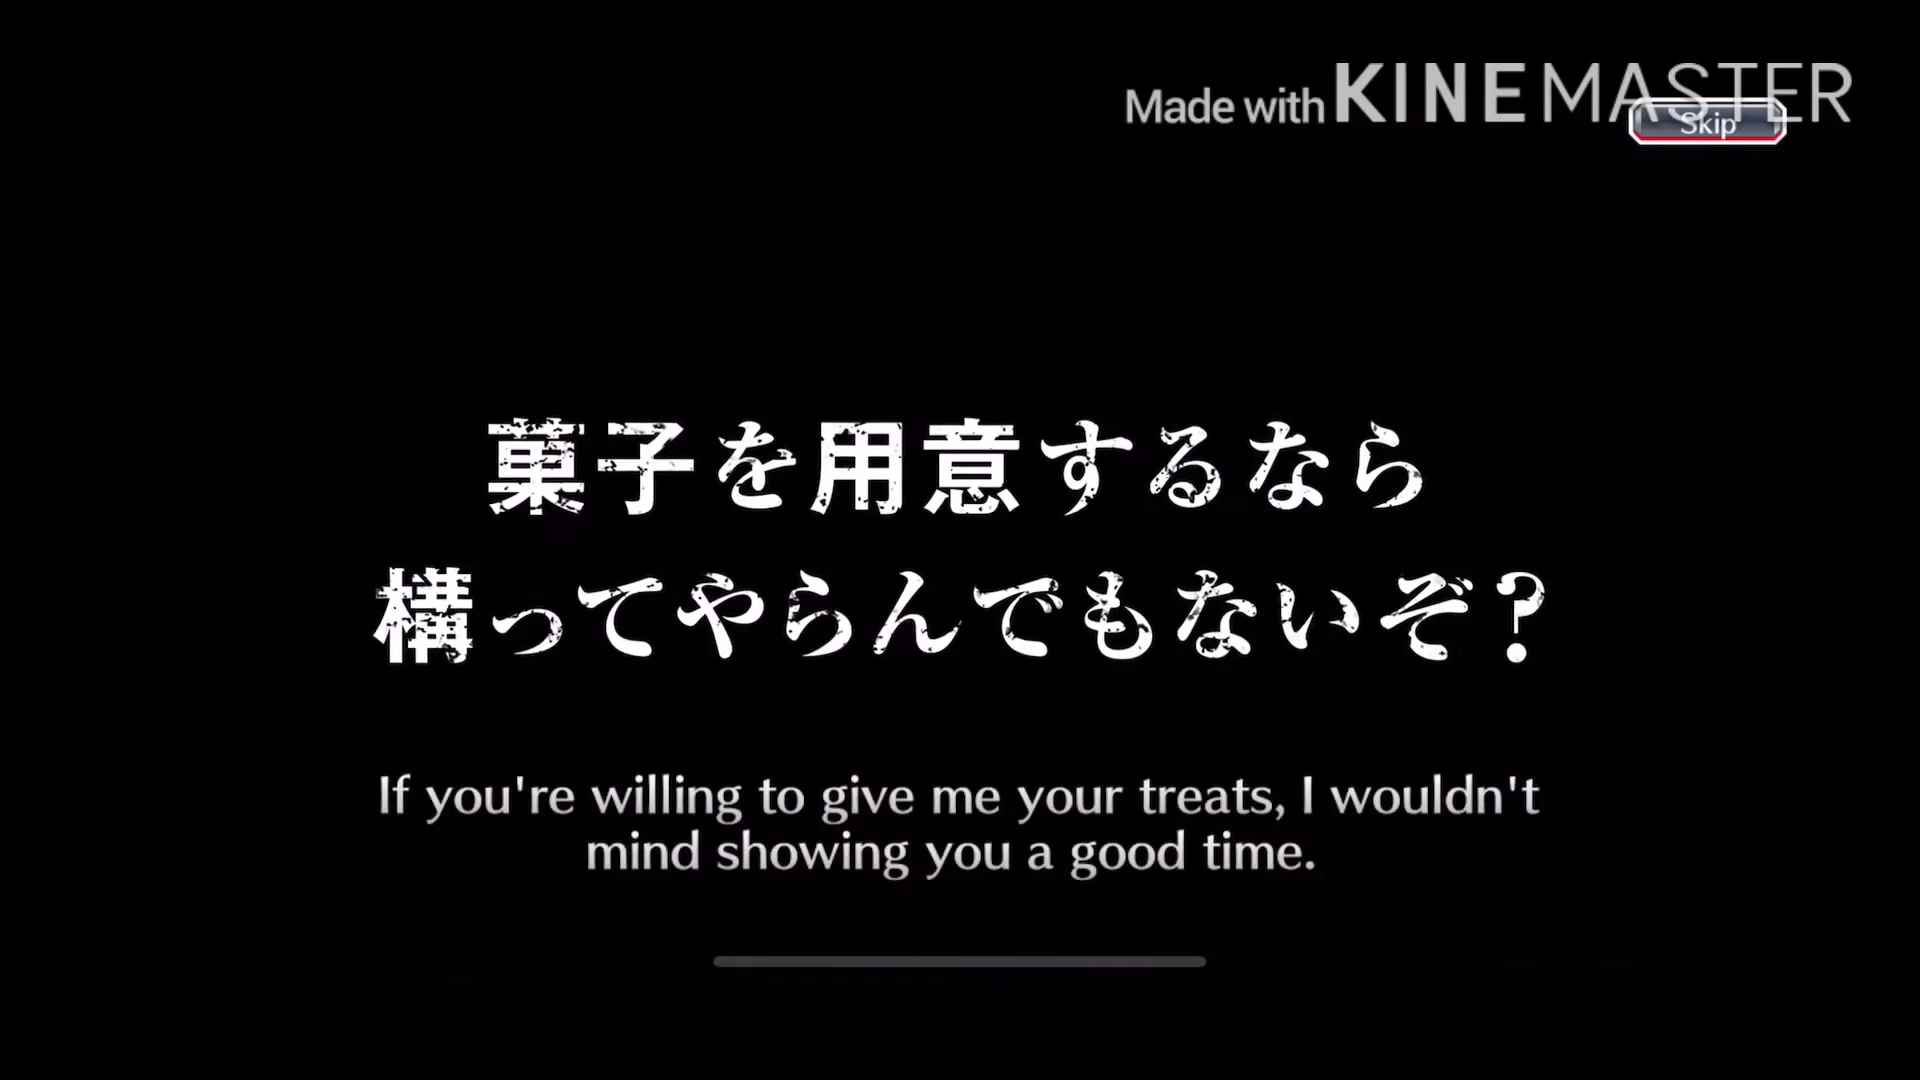 Made with KINEMASTER
Skip
菓子を用意するなら
構ってやらんでもないぞ?
If you're willing to give me your treats, I wouldn't
mind showing you a good time.